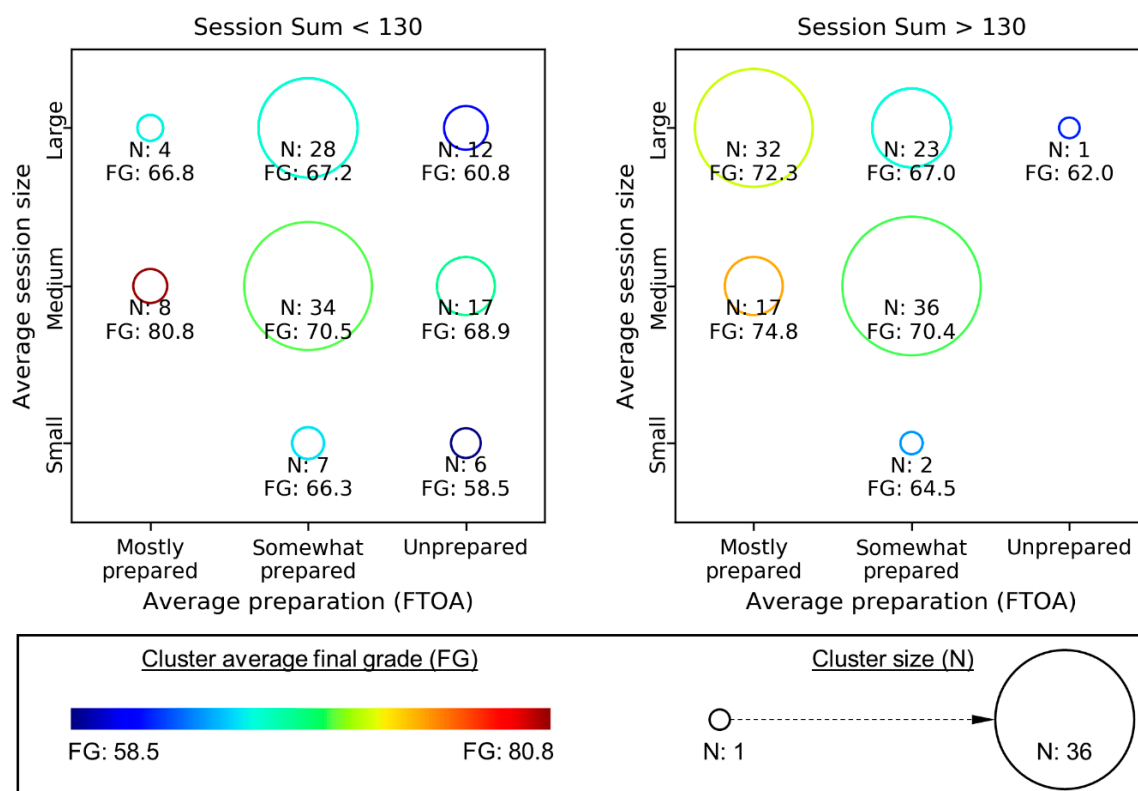 Session Sum < 130
Average session size
Large
Medium
Small
N: 4
FG: 66.8
N: 28
FG: 67.2
N: 12
FG: 60.8
N: 8
FG: 80.8
N: 34
FG: 70.5
N: 17
FG: 68.9
N: 7
FG: 66.3
N: 6
FG: 58.5
Mostly
prepared
Somewhat
prepared
Unprepared
Average preparation (FTOA)
Session Sum > 130
Average session size
Large
Medium
Small
N: 32
FG: 72.3
N: 23
FG: 67.0
N: 1
FG: 62.0
N: 17
FG: 74.8
N: 36
FG: 70.4
N: 2
FG: 64.5
Mostly
prepared
Somewhat
prepared
Unprepared
Average preparation (FTOA)
Cluster average final grade (FG)
FG: 58.5
FG: 80.8
Cluster size (N)
N: 1
N: 36